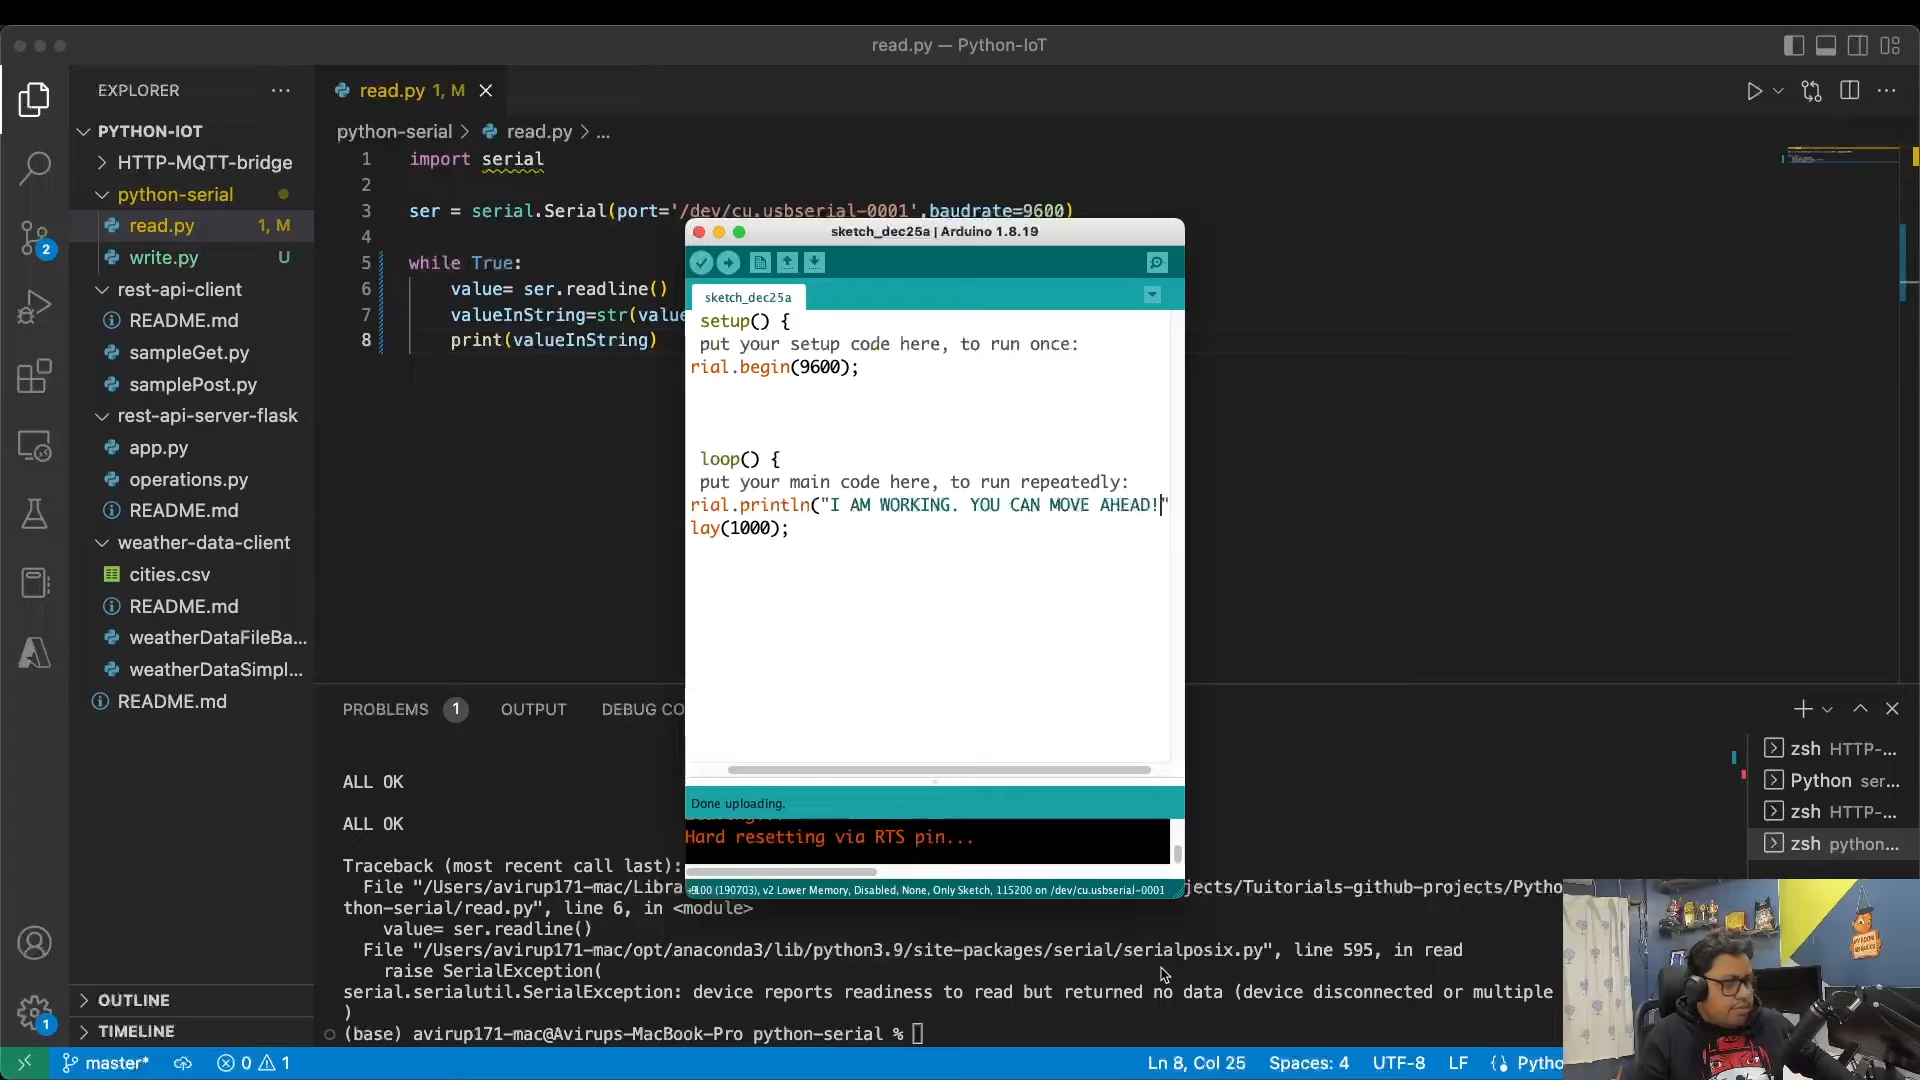 read.py — Python-IoT
EXPLORER
read.py 1, M
PYTHON-IOT
HTTP-MQTT-bridge
python-serial
read.py 1, M
write.py U
rest-api-client
README.md
sampleGet.py
samplePost.py
rest-api-server-flask
app.py
operations.py
README.md
weather-data-client
cities.csv
README.md
weatherDataFileBa...
weatherDataSimpl...
README.md
OUTLINE
TIMELINE
2
1
python-serial > read.py > ...
1 import serial
2
3 ser = serial.Serial(port='/dev/cu.usbserial-0001',baudrate=9600)
4
5 while True:
6 value= ser.readline()
7 valueInString=str(value
8 print(valueInString)
sketch_dec25a | Arduino 1.8.19
sketch_dec25a
setup() {
put your setup code here, to run once:
rial.begin(9600);
loop() {
put your main code here, to run repeatedly:
rial.println("I AM WORKING. YOU CAN MOVE AHEAD!"
lay(1000);
Done uploading.
Hard resetting via RTS pin...
100 (190703), v2 Lower Memory, Disabled, None, Only Sketch, 115200 on /dev/cu.usbserial-0001
PROBLEMS 1 OUTPUT DEBUG CO
ALL OK
ALL OK
Traceback (most recent call last):
File "/Users/avirup171-mac/Libra jects/Tuitorials-github-projects/Pytho
thon-serial/read.py", line 6, in <module>
value= ser.readline()
File "/Users/avirup171-mac/opt/anaconda3/lib/python3.9/site-packages/serial/serialposix.py", line 595, in read
raise SerialException(
serial.serialutil.SerialException: device reports readiness to read but returned no data (device disconnected or multiple
)
(base) avirup171-mac@Avirups-MacBook-Pro python-serial %
zsh HTTP-...
Python ser...
zsh HTTP-...
zsh python...
master* 0 1
Ln 8, Col 25 Spaces: 4 UTF-8 LF Pytho